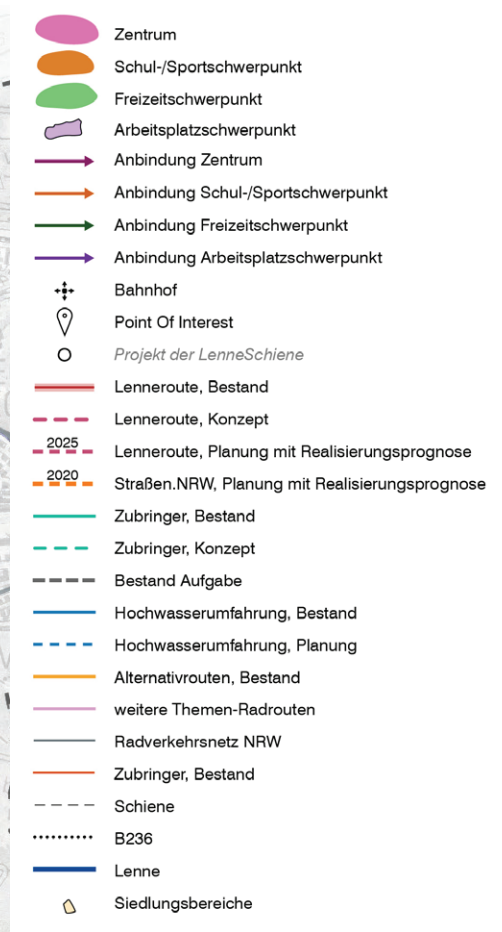 Zentrum
Schul-/Sportschwerpunkt
Freizeitschwerpunkt
Arbeitsplatzschwerpunkt
Anbindung Zentrum
Anbindung Schul-/Sportschwerpunkt
Anbindung Freizeitschwerpunkt
Anbindung Arbeitsplatzschwerpunkt
Bahnhof
Point Of Interest
Projekt der LenneSchiene
Lenneroute, Bestand
Lenneroute, Konzept
2025 Lenneroute, Planung mit Realisierungsprognose
2020 Straßen.NRW, Planung mit Realisierungsprognose
Zubringer, Bestand
Zubringer, Konzept
Bestand Aufgabe
Hochwasserumfahrung, Bestand
Hochwasserumfahrung, Planung
Alternativrouten, Bestand
weitere Themen-Radrouten
Radverkehrsnetz NRW
Zubringer, Bestand
Schiene
B236
Lenne
Siedlungsbereiche